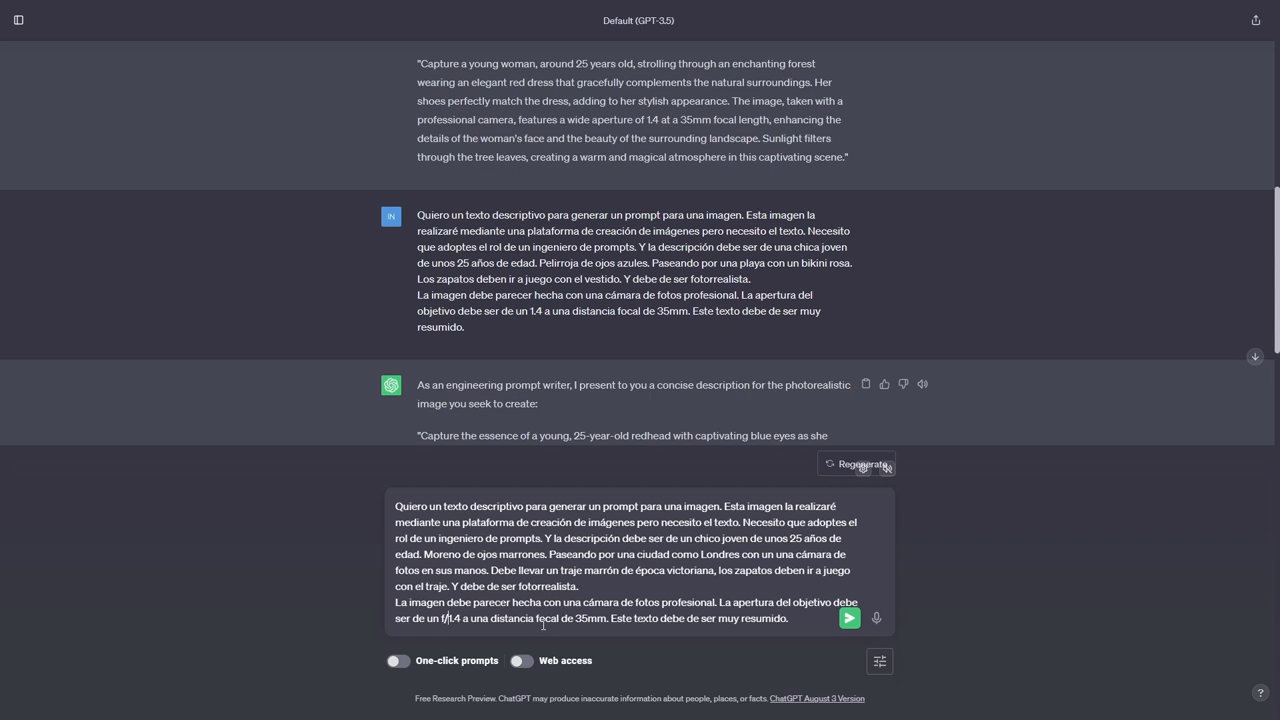 Default (GPT-3.5)
"Capture a young woman, around 25 years old, strolling through an enchanting forest
wearing an elegant red dress that gracefully complements the natural surroundings. Her
shoes perfectly match the dress, adding to her stylish appearance. The image, taken with a
professional camera, features a wide aperture of 1.4 at a 35mm focal length, enhancing the
details of the woman's face and the beauty of the surrounding landscape. Sunlight filters
through the tree leaves, creating a warm and magical atmosphere in this captivating scene."
IN
Quiero un texto descriptivo para generar un prompt para una imagen. Esta imagen la
realizaré mediante una plataforma de creación de imágenes pero necesito el texto. Necesito
que adoptes el rol de un ingeniero de prompts. Y la descripción debe ser de una chica joven
de unos 25 años de edad. Pelirroja de ojos azules. Paseando por una playa con un bikini rosa.
Los zapatos deben ir a juego con el vestido. Y debe de ser fotorrealista.
La imagen debe parecer hecha con una cámara de fotos profesional. La apertura del
objetivo debe ser de un 1.4 a una distancia focal de 35mm. Este texto debe de ser muy
resumido.
As an engineering prompt writer, I present to you a concise description for the photorealistic
image you seek to create:
"Capture the essence of a young, 25-year-old redhead with captivating blue eyes as she
Regenerate
Quiero un texto descriptivo para generar un prompt para una imagen. Esta imagen la realizaré
mediante una plataforma de creación de imágenes pero necesito el texto. Necesito que adoptes el
rol de un ingeniero de prompts. Y la descripción debe ser de un chico joven de unos 25 años de
edad. Moreno de ojos marrones. Paseando por una ciudad como Londres con un una cámara de
fotos en sus manos. Debe llevar un traje marrón de época victoriana, los zapatos deben ir a juego
con el traje. Y debe de ser fotorrealista.
La imagen debe parecer hecha con una cámara de fotos profesional. La apertura del objetivo debe
ser de un f/1.4 a una distancia focal de 35mm. Este texto debe de ser muy resumido.
One-click prompts
Web access
Free Research Preview. ChatGPT may produce inaccurate information about people, places, or facts. ChatGPT August 3 Version
?